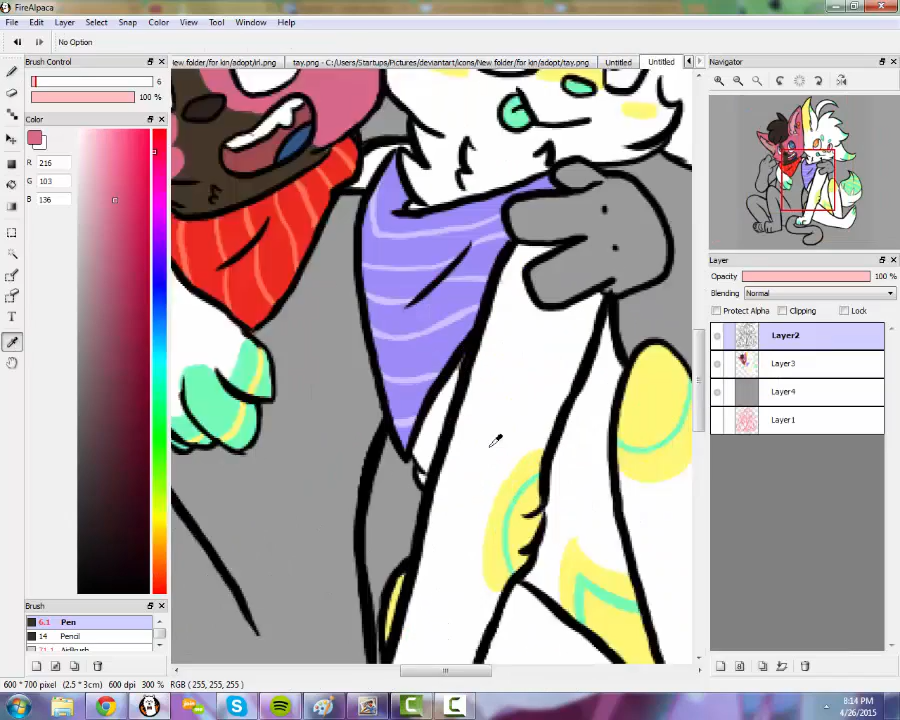 FireAlpaca
File Edit Layer Select Snap Color View Tool Window Help
No Option
Brush Control
6
100 %
Color
R 216
G 103
B 136
Brush
6.1 Pen
14 Pencil
AirBrush
iew folder/for kin/adopt/irl.png
tay.png - C:/Users/Startups/Pictures/deviantart/icons/New folder/for kin/adopt/tay.png
Untitled
Untitled
Navigator
Layer
Opacity 100 %
Blending Normal
Protect Alpha Clipping Lock
Layer2
Layer3
Layer4
Layer1
600 * 700 pixel (2.5 * 3cm) 600 dpi 300 % RGB ( 255, 255, 255 )
8:14 PM
4/26/2015